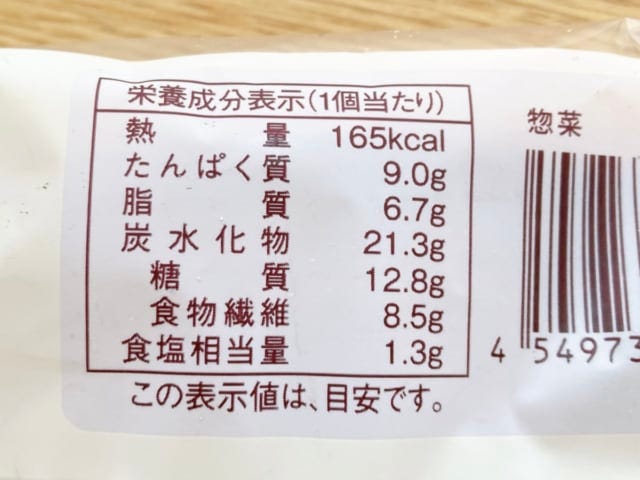 栄養成分表示(1個当たり)
熱量 165kcal
たんぱく質 9.0g
脂質 6.7g
炭水化物 21.3g
糖質 12.8g
食物繊維 8.5g
食塩相当量 1.3g
この表示値は、目安です。
惣菜
4 54973